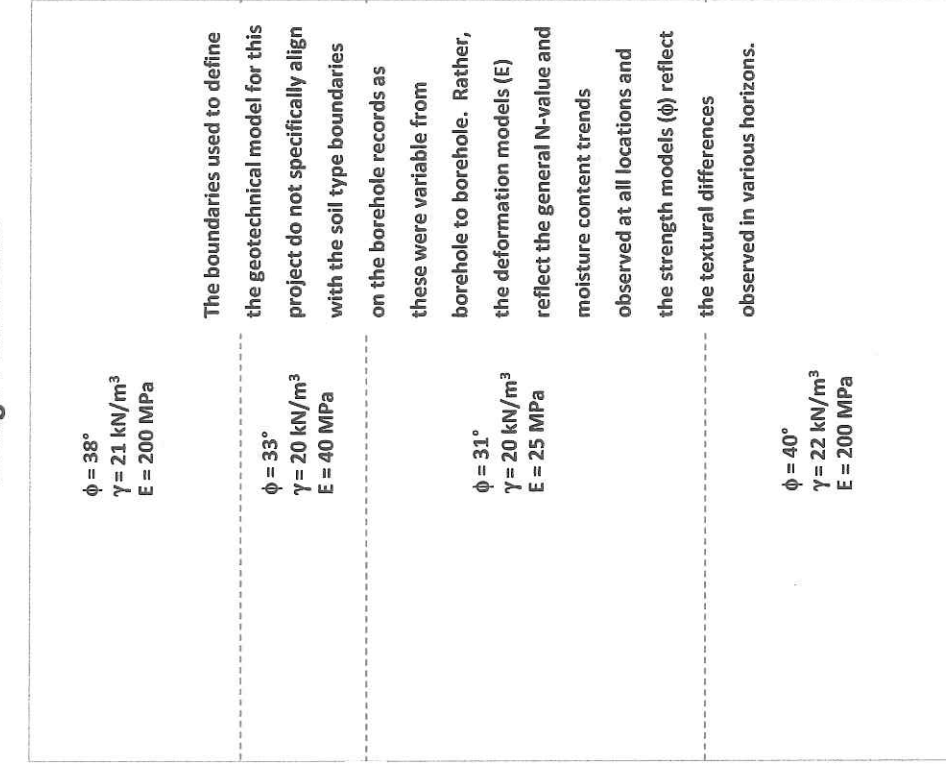 ϕ = 38°
γ = 21 kN/m³
E = 200 MPa
ϕ = 33°
γ = 20 kN/m³
E = 40 MPa
ϕ = 31°
γ = 20 kN/m³
E = 25 MPa
ϕ = 40°
γ = 22 kN/m³
E = 200 MPa
The boundaries used to define
the geotechnical model for this
project do not specifically align
with the soil type boundaries
on the borehole records as
these were variable from
borehole to borehole. Rather,
the deformation models (E)
reflect the general N-value and
moisture content trends
observed at all locations and
the strength models (ϕ) reflect
the textural differences
observed in various horizons.